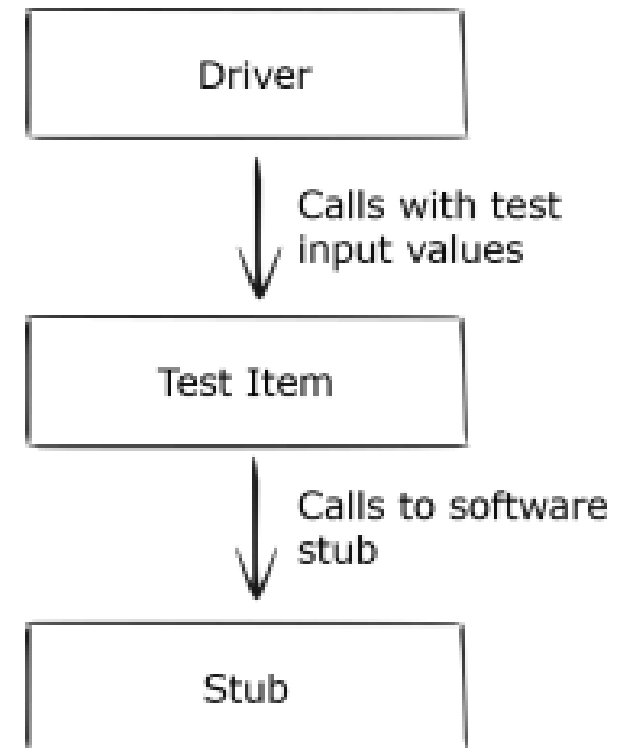 Driver
Calls with test
input values
Test Item
Calls to software
stub
Stub